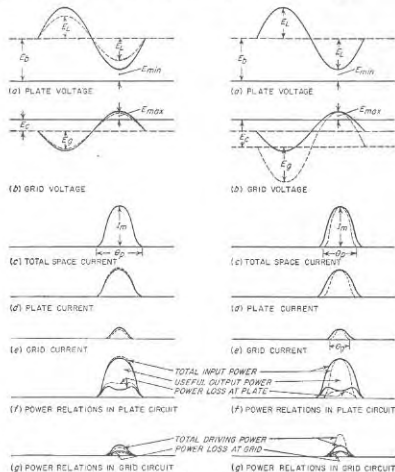 E_L
E_L
E_b
E_min
(a) PLATE VOLTAGE
E_max
E_c
E_g
(b) GRID VOLTAGE
I_m
θ_p
(c) TOTAL SPACE CURRENT
(d) PLATE CURRENT
(e) GRID CURRENT
(f) POWER RELATIONS IN PLATE CIRCUIT
(g) POWER RELATIONS IN GRID CIRCUIT
TOTAL INPUT POWER
USEFUL OUTPUT POWER
POWER LOSS AT PLATE
TOTAL DRIVING POWER
POWER LOSS AT GRID
E_L
E_L
E_b
E_min
(a) PLATE VOLTAGE
E_max
E_c
E_g
(b) GRID VOLTAGE
I_m
θ_p
(c) TOTAL SPACE CURRENT
(d) PLATE CURRENT
(e) GRID CURRENT
θ_g
(f) POWER RELATIONS IN PLATE CIRCUIT
(g) POWER RELATIONS IN GRID CIRCUIT